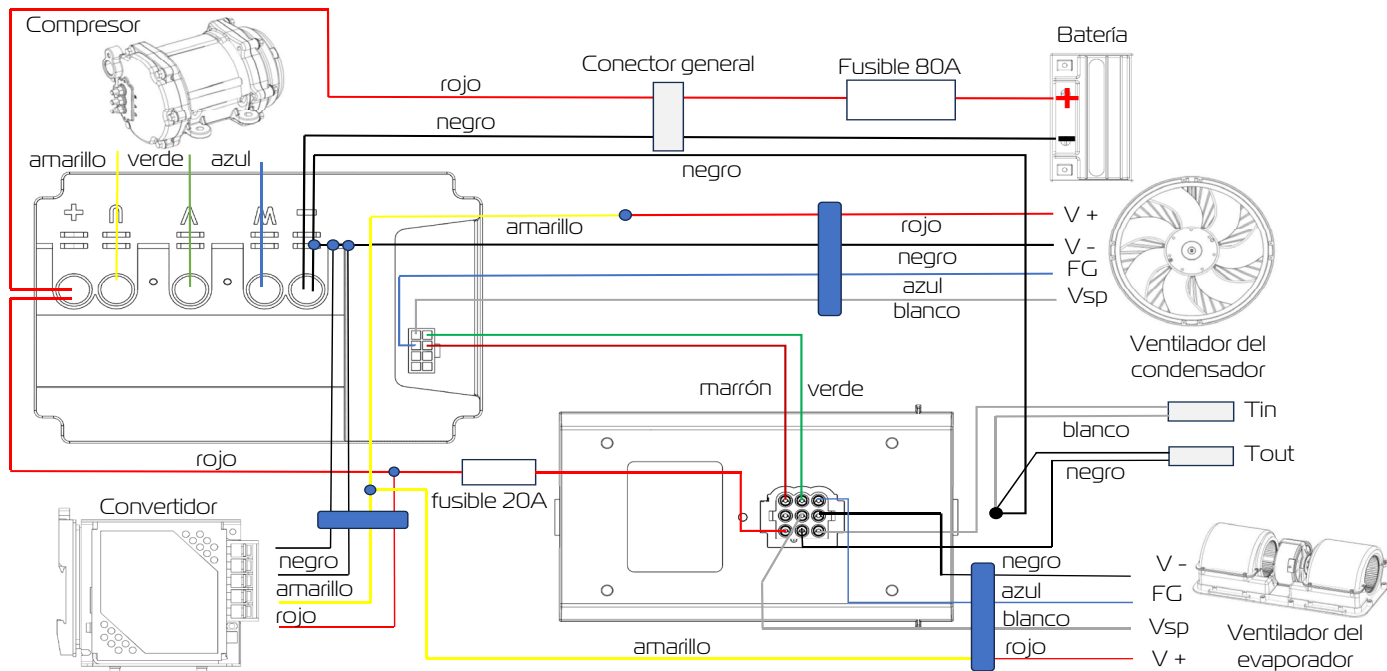 Compresor
Batería
Conector general
Fusible 80A
rojo
+
negro
-
amarillo
verde
azul
negro
+
U
V
W
-
amarillo
rojo
V +
negro
V -
azul
FG
blanco
Vsp
Ventilador del
condensador
marrón
verde
Tin
blanco
Tout
negro
rojo
fusible 20A
Convertidor
negro
amarillo
rojo
negro
V -
azul
FG
blanco
Vsp
amarillo
rojo
V +
Ventilador del
evaporador